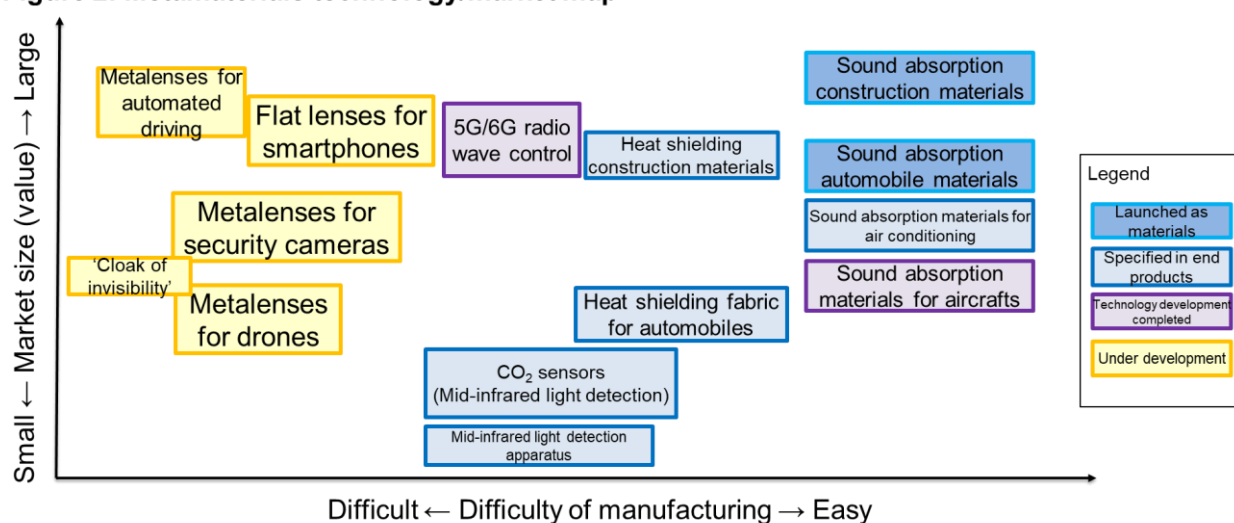 Large
Small ← Market size (value) → Large
Metalenses for
automated
driving
Flat lenses for
smartphones
5G/6G radio
wave control
Heat shielding
construction materials
Sound absorption
construction materials
Sound absorption
automobile materials
Metalenses for
security cameras
Sound absorption materials for
air conditioning
‘Cloak of
invisibility’
Metalenses
for drones
Heat shielding fabric
for automobiles
Sound absorption
materials for aircrafts
CO₂ sensors
(Mid-infrared light detection)
Mid-infrared light detection
apparatus
Difficult ← Difficulty of manufacturing → Easy
Legend
Launched as
materials
Specified in end
products
Technology development
completed
Under development